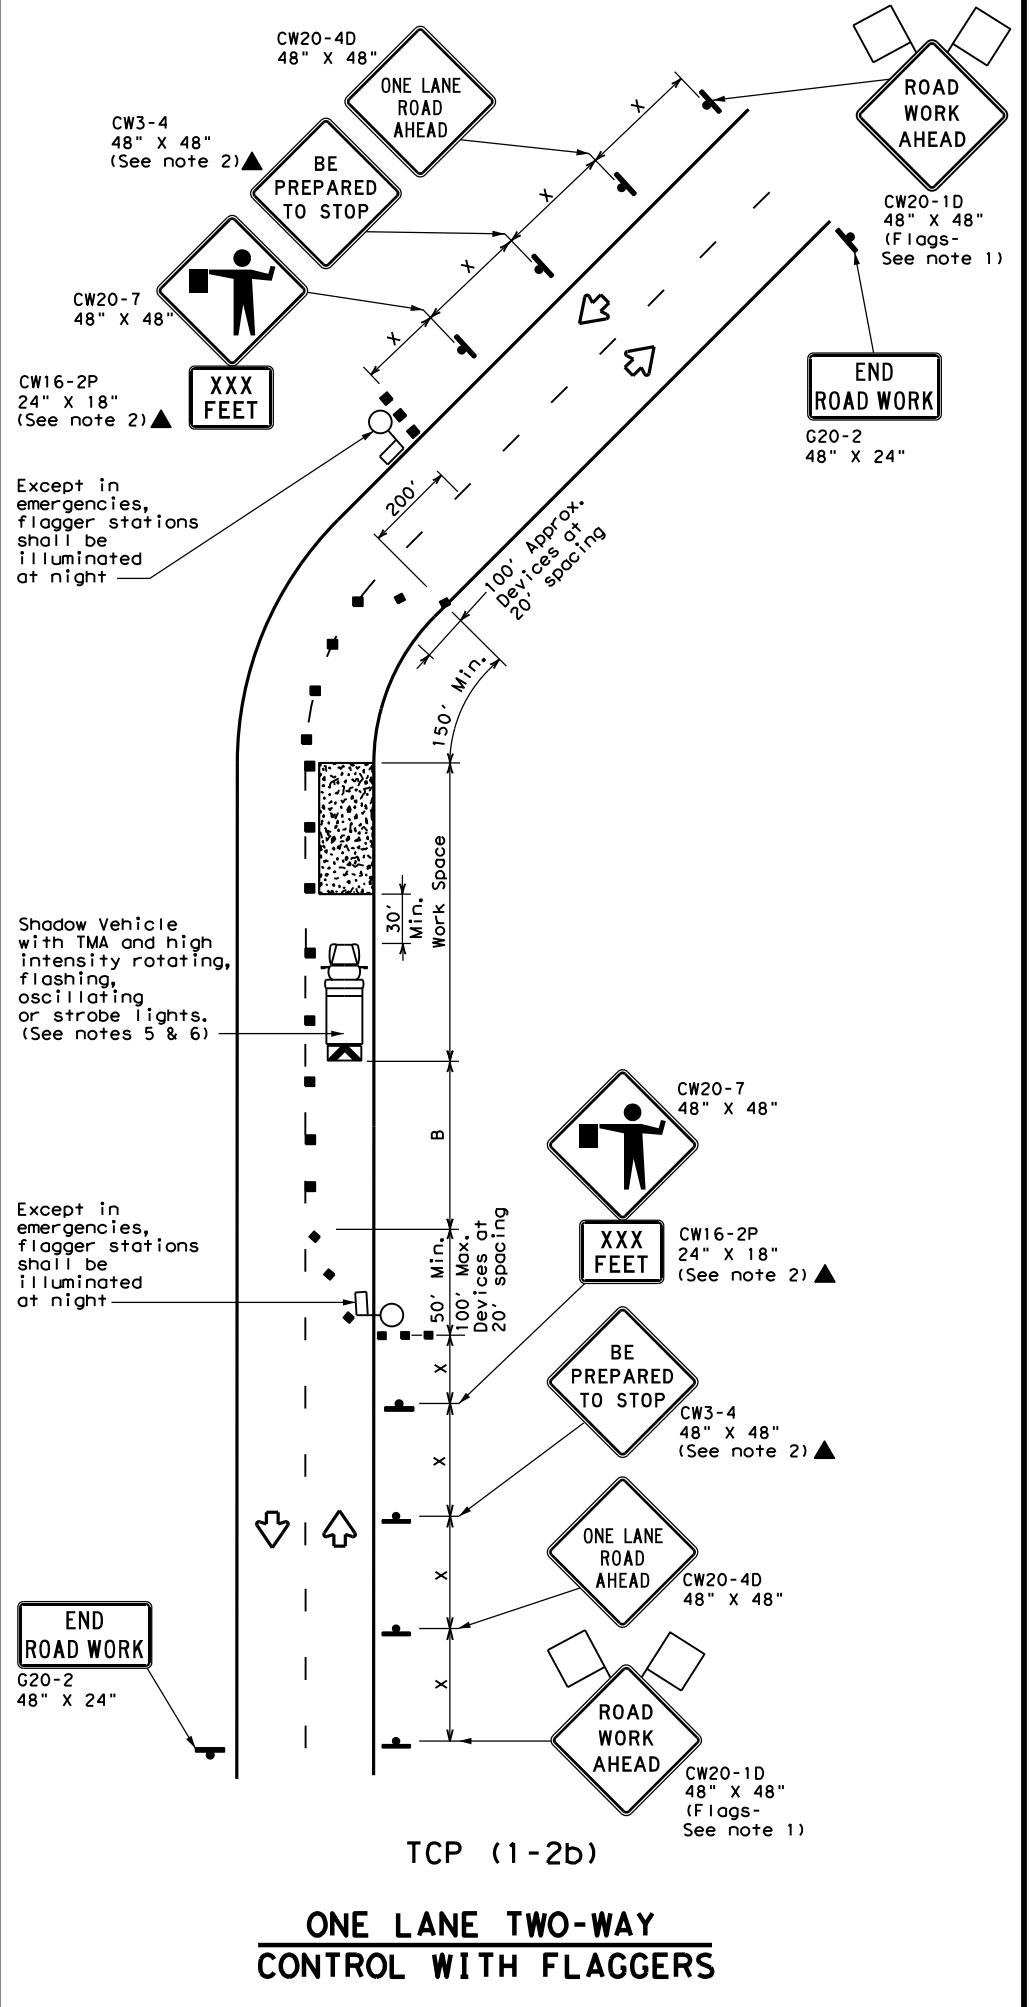 CW20-4D
48" X 48"
ONE LANE
ROAD
AHEAD
X
ROAD
WORK
AHEAD
CW20-1D
48" X 48"
(Flags-
See note 1)
CW3-4
48" X 48"
(See note 2)▲
BE
PREPARED
TO STOP
X
X
X
CW20-7
48" X 48"
CW16-2P
24" X 18"
(See note 2)▲
XXX
FEET
END
ROAD WORK
G20-2
48" X 24"
Except in
emergencies,
flagger stations
shall be
illuminated
at night
200'
100' Approx.
Devices at
20' spacing
150' Min.
Work Space
30'
Min.
Shadow Vehicle
with TMA and high
intensity rotating,
flashing,
oscillating
or strobe lights.
(See notes 5 & 6)
B
CW20-7
48" X 48"
XXX
FEET
CW16-2P
24" X 18"
(See note 2)▲
Except in
emergencies,
flagger stations
shall be
illuminated
at night
50' Min.
100' Max.
Devices at
20' spacing
X
BE
PREPARED
TO STOP
CW3-4
48" X 48"
(See note 2)▲
X
ONE LANE
ROAD
AHEAD
CW20-4D
48" X 48"
X
END
ROAD WORK
G20-2
48" X 24"
X
ROAD
WORK
AHEAD
CW20-1D
48" X 48"
(Flags-
See note 1)
TCP (1-2b)
ONE LANE TWO-WAY
CONTROL WITH FLAGGERS